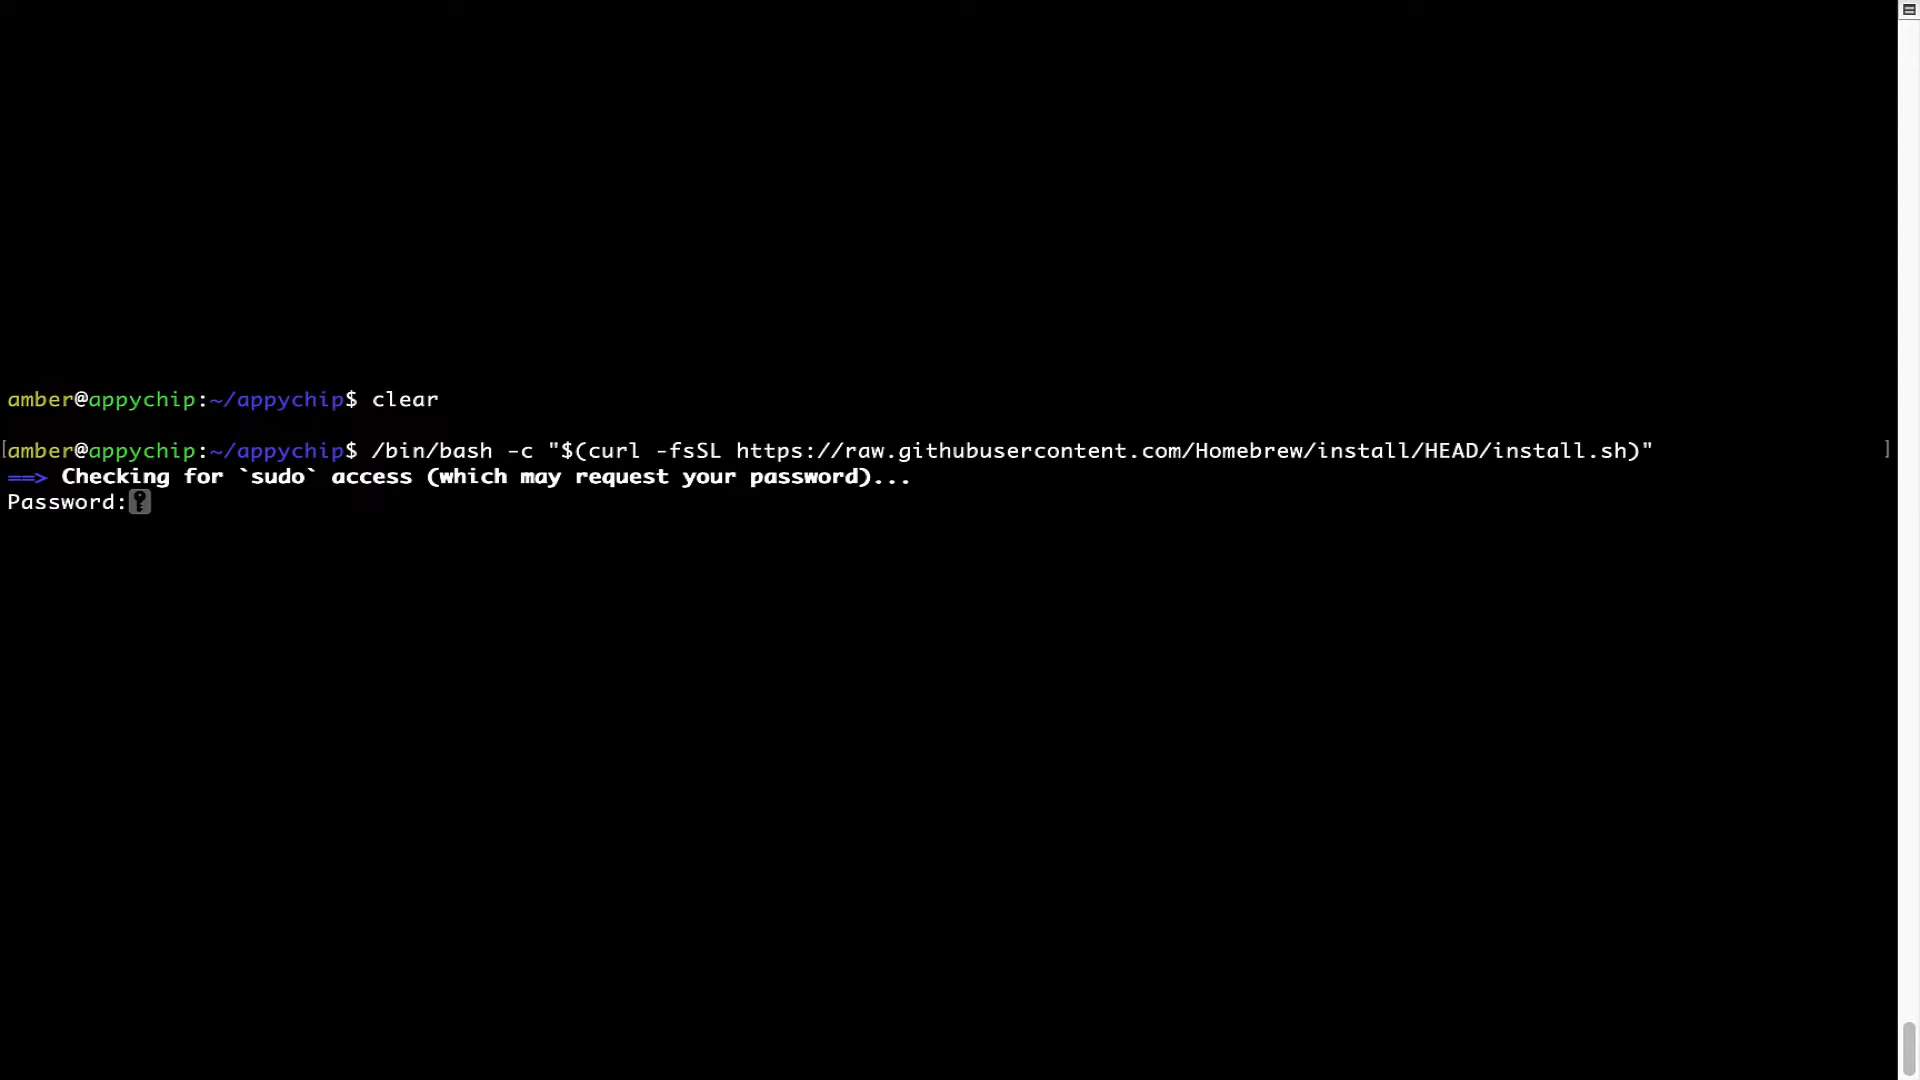 amber@appychip:~/appychip$ clear
[amber@appychip:~/appychip$ /bin/bash -c "$(curl -fsSL https://raw.githubusercontent.com/Homebrew/install/HEAD/install.sh)" ]
==> Checking for `sudo` access (which may request your password)...
Password: